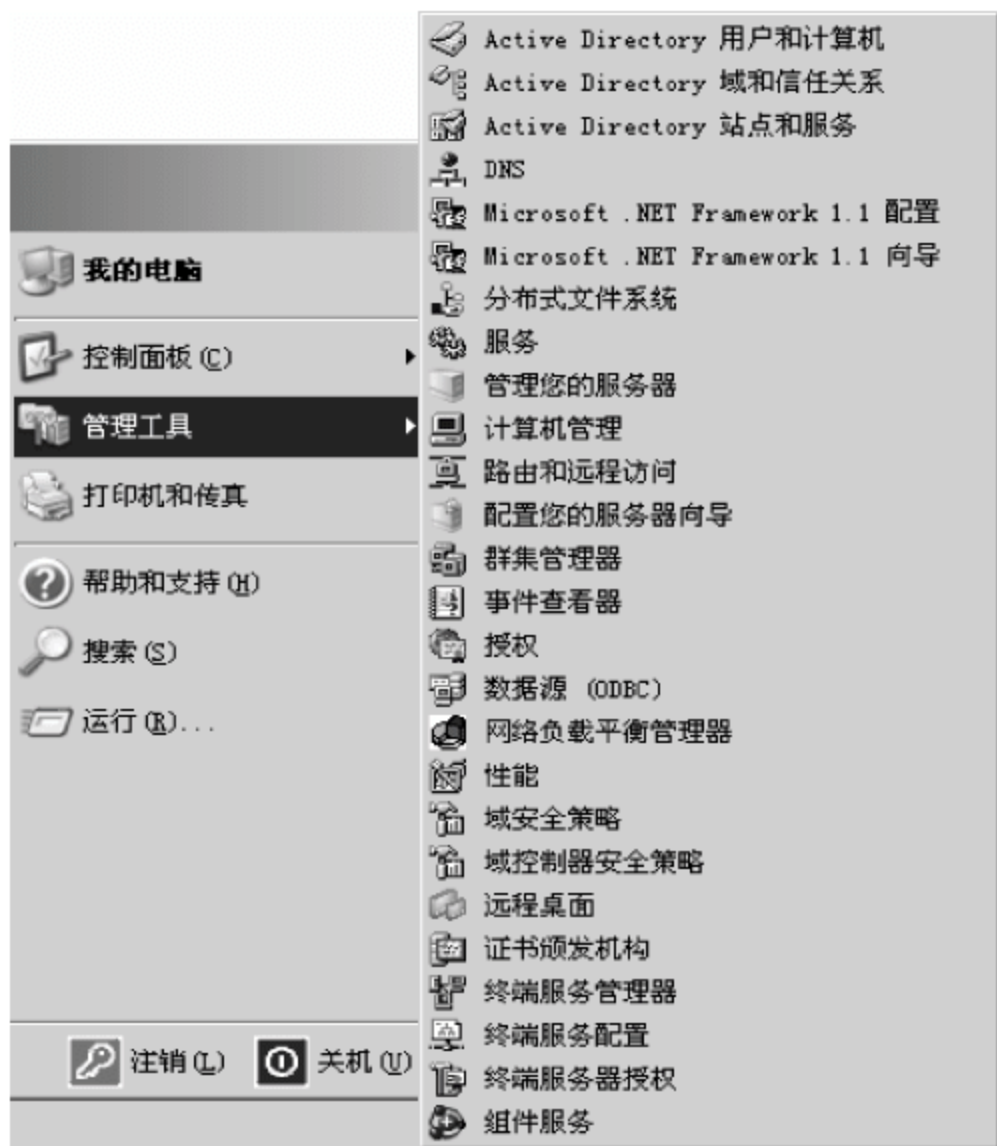 我的电脑
控制面板(C)
管理工具
打印机和传真
帮助和支持(H)
搜索(S)
运行(R)...
注销(L)
关机(U)
Active Directory 用户和计算机
Active Directory 域和信任关系
Active Directory 站点和服务
DNS
Microsoft .NET Framework 1.1 配置
Microsoft .NET Framework 1.1 向导
分布式文件系统
服务
管理您的服务器
计算机管理
路由和远程访问
配置您的服务器向导
群集管理器
事件查看器
授权
数据源 (ODBC)
网络负载平衡管理器
性能
域安全策略
域控制器安全策略
远程桌面
证书颁发机构
终端服务管理器
终端服务配置
终端服务器授权
组件服务